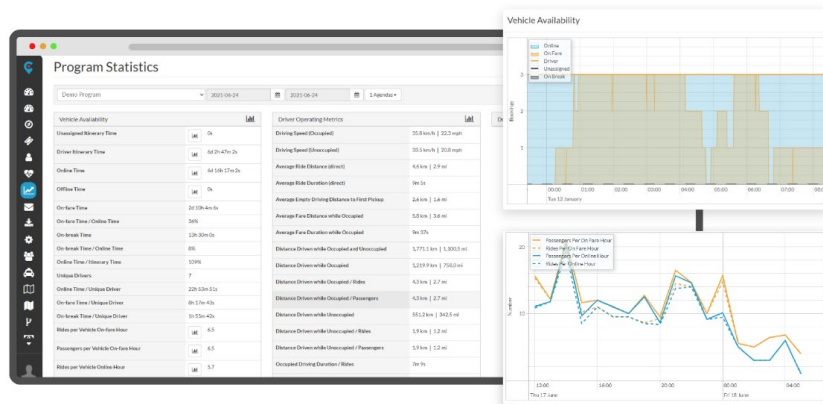 Program Statistics
Demo Program
2021-06-24
2021-06-24
1 Agendas
Vehicle Availability
Unassigned Itinerary Time 0s
Driver Itinerary Time 6d 2h 47m 2s
Online Time 6d 16h 17m 2s
Offline Time 0s
On-fare Time 2d 10h 4m 6s
On-fare Time / Online Time 36%
On-break Time 13h 30m 0s
On-break Time / Online Time 8%
Online Time / Itinerary Time 109%
Unique Drivers 7
Online Time / Unique Driver 22h 53m 51s
On-fare Time / Unique Driver 8h 17m 43s
On-break Time / Unique Driver 1h 55m 42s
Rides per Vehicle On-fare Hour 6.5
Passengers per Vehicle On-fare Hour 6.5
Rides per Vehicle Online Hour 5.7
Driver Operating Metrics
Driving Speed (Occupied) 35,8 km/h | 22,3 mph
Driving Speed (Unoccupied) 33,5 km/h | 20,8 mph
Average Ride Distance (direct) 4,6 km | 2,9 mi
Average Ride Duration (direct) 9m 1s
Average Empty Driving Distance to First Pickup 2,6 km | 1,6 mi
Average Fare Distance while Occupied 5,8 km | 3,6 mi
Average Fare Duration while Occupied 9m 37s
Distance Driven while Occupied and Unoccupied 1,771,1 km | 1,100,5 mi
Distance Driven while Occupied 1,219,9 km | 758,0 mi
Distance Driven while Occupied / Rides 4,3 km | 2,7 mi
Distance Driven while Occupied / Passengers 4,3 km | 2,7 mi
Distance Driven while Unoccupied 551,2 km | 342,5 mi
Distance Driven while Unoccupied / Rides 1,9 km | 1,2 mi
Distance Driven while Unoccupied / Passengers 1,9 km | 1,2 mi
Occupied Driving Duration / Rides 7m 9s
Vehicle Availability
Online
On-Fare
Driver
Unassigned
On Break
3
2
1
00:00 01:00 02:00 03:00 04:00 05:00 06:00 07:00
Tue 12 January
Passengers Per On Fare Hour
Rides Per On Fare Hour
Passengers Per Online Hour
Rides Per Online Hour
Number
20
10
12:00 16:00 20:00 00:00 04:00
Thu 17 June
Fri 18 June